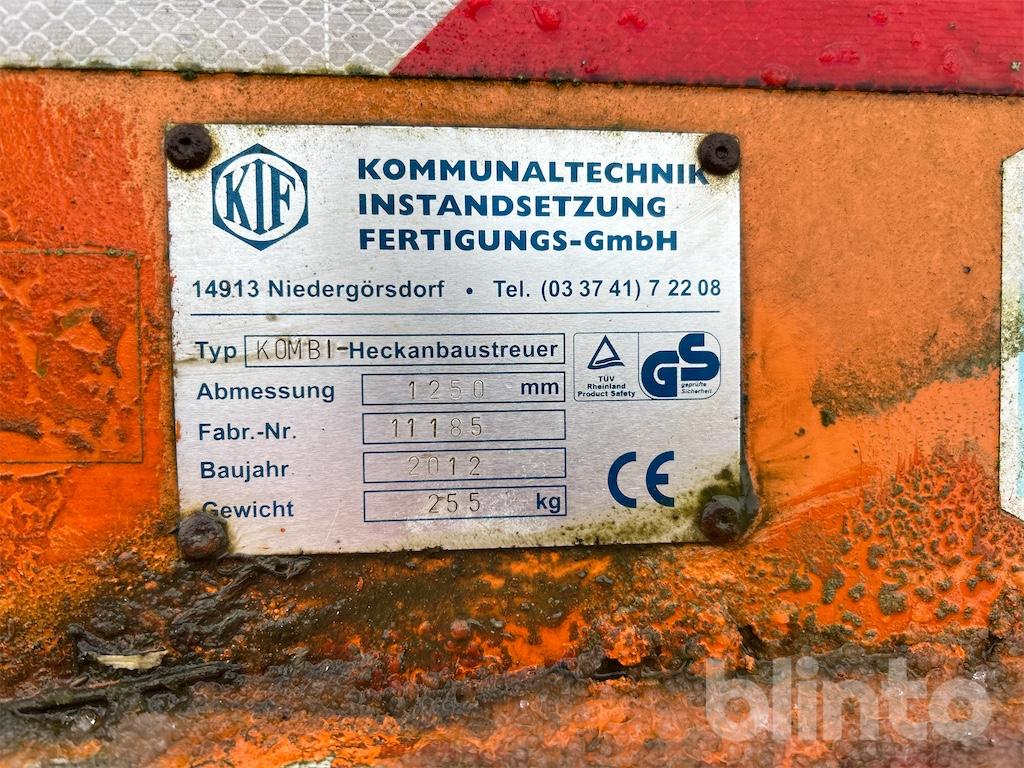 KIF
KOMMUNALTECHNIK
INSTANDSETZUNG
FERTIGUNGS-GmbH
14913 Niedergörsdorf • Tel. (03 37 41) 7 22 08
Typ KOMBI-Heckanbaustreuer
Abmessung 1250 mm
Fabr.-Nr. 11185
Baujahr 2012
Gewicht 255 kg
TÜV
Rheinland
Product Safety
GS
geprüfte
Sicherheit
CE
blinto